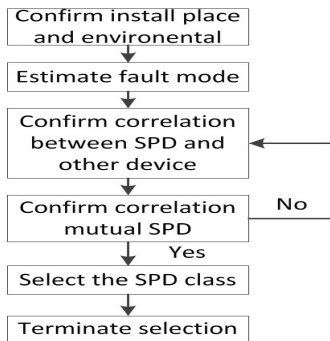 Confirm install place
and environental
Estimate fault mode
Confirm correlation
between SPD and
other device
Confirm correlation
mutual SPD
No
Yes
Select the SPD class
Terminate selection